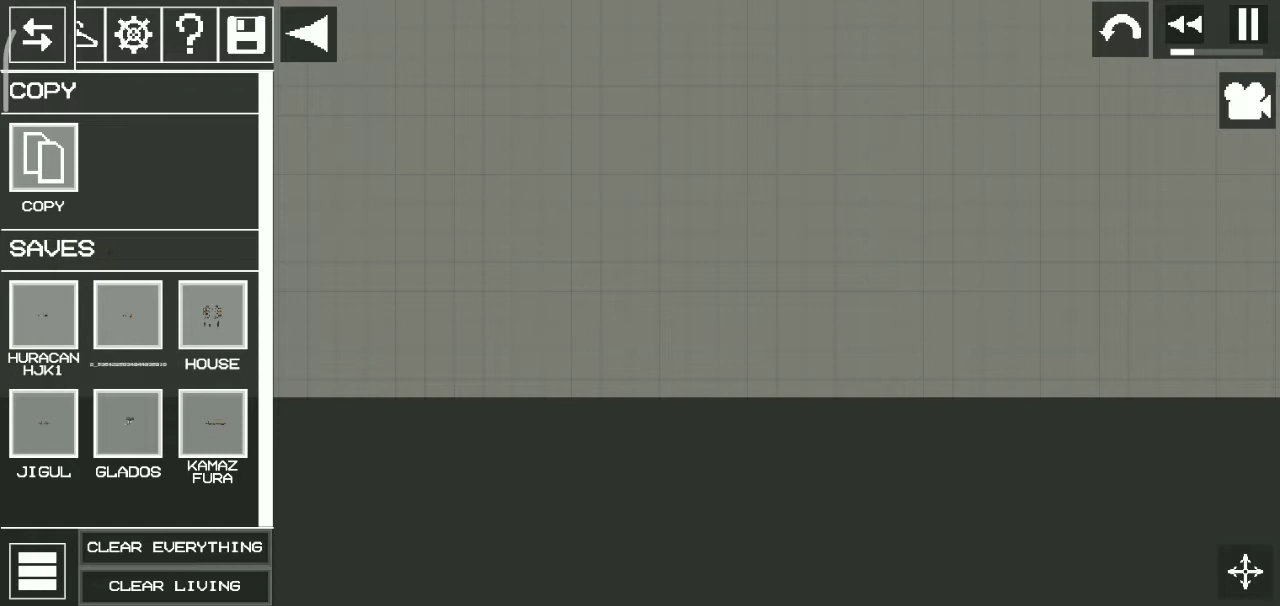 COPY
COPY
SAVES
HURACAN
HJK1
HOUSE
JIGUL
GLADOS
KAMAZ
FURA
CLEAR EVERYTHING
CLEAR LIVING